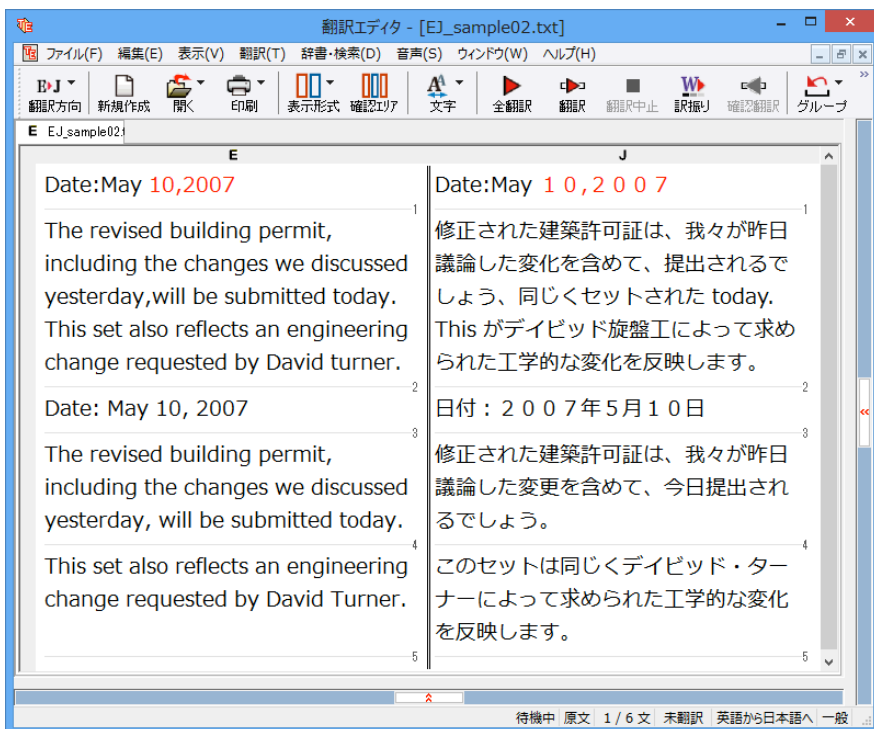 翻訳エディタ - [EJ_sample02.txt]
ファイル(F) 編集(E) 表示(V) 翻訳(T) 辞書・検索(D) 音声(S) ウィンドウ(W) ヘルプ(H)
E▶J
翻訳方向 新規作成 開く 印刷 表示形式 確認エリア 文字 全翻訳 翻訳 翻訳中止 訳振り 確認翻訳 グループ
E EJ_sample02.t
E
Date:May 10,2007
1
The revised building permit,
including the changes we discussed
yesterday,will be submitted today.
This set also reflects an engineering
change requested by David turner.
2
Date: May 10, 2007
3
The revised building permit,
including the changes we discussed
yesterday, will be submitted today.
4
This set also reflects an engineering
change requested by David Turner.
5
J
Date:May １０,２００７
1
修正された建築許可証は、我々が昨日
議論した変化を含めて、提出されるで
しょう、同じくセットされた today.
This がデイビッド旋盤工によって求め
られた工学的な変化を反映します。
2
日付：２００７年５月１０日
3
修正された建築許可証は、我々が昨日
議論した変更を含めて、今日提出され
るでしょう。
4
このセットは同じくデイビッド・ター
ナーによって求められた工学的な変化
を反映します。
5
待機中 原文 1 / 6 文 未翻訳 英語から日本語へ 一般